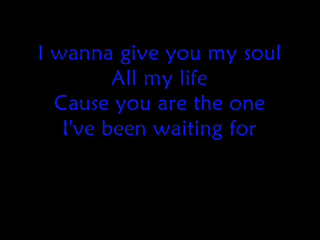 I wanna give you my soul
All my life
Cause you are the one
I've been waiting for